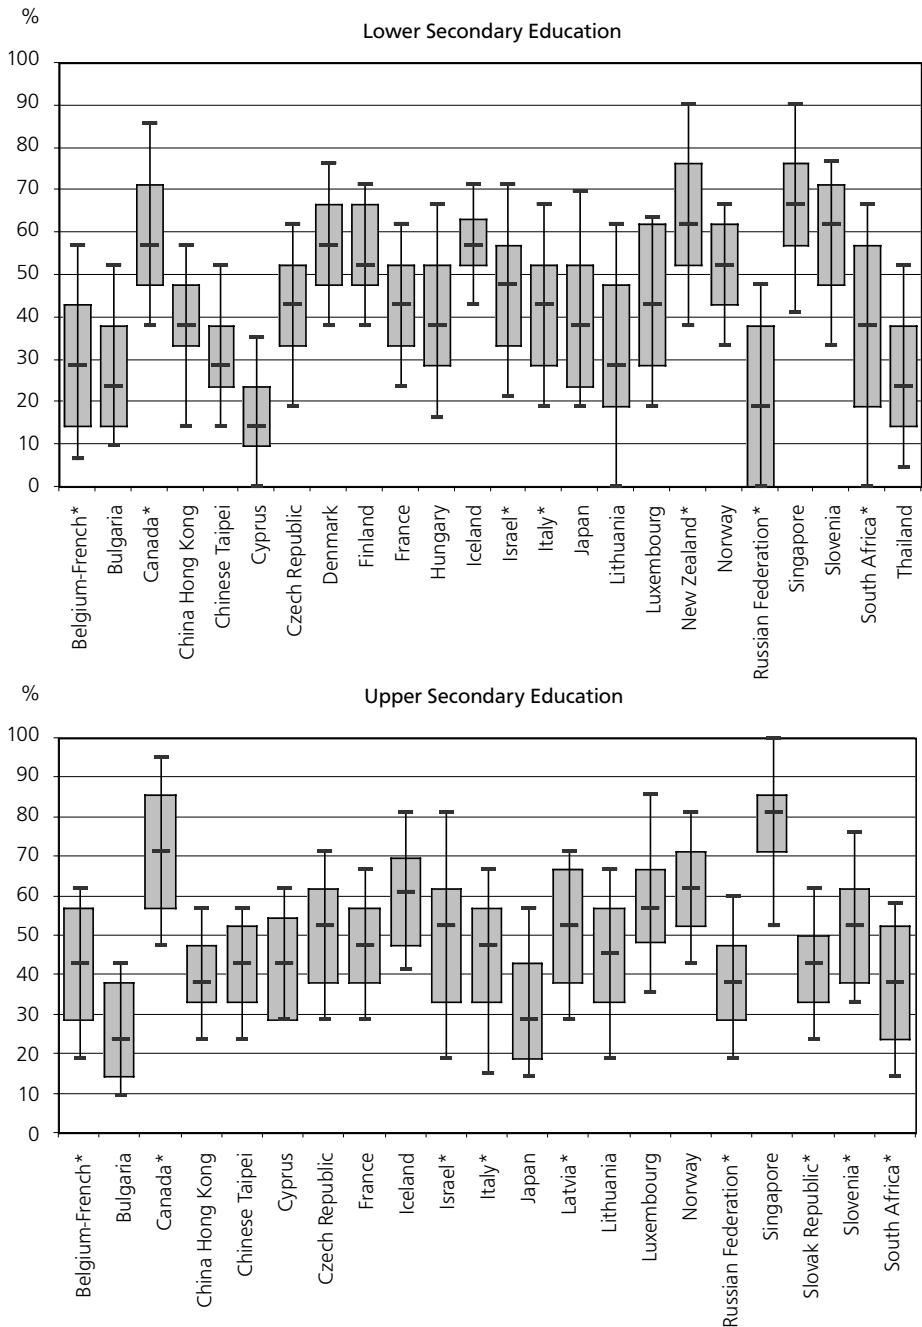 %
Lower Secondary Education
100
90
80
70
60
50
40
30
20
10
0
Belgium-French*
Bulgaria
Canada*
China Hong Kong
Chinese Taipei
Cyprus
Czech Republic
Denmark
Finland
France
Hungary
Iceland
Israel*
Italy*
Japan
Lithuania
Luxembourg
New Zealand*
Norway
Russian Federation*
Singapore
Slovenia
South Africa*
Thailand
%
Upper Secondary Education
100
90
80
70
60
50
40
30
20
10
0
Belgium-French*
Bulgaria
Canada*
China Hong Kong
Chinese Taipei
Cyprus
Czech Republic
France
Iceland
Israel*
Italy*
Japan
Latvia*
Lithuania
Luxembourg
Norway
Russian Federation*
Singapore
Slovak Republic*
Slovenia*
South Africa*